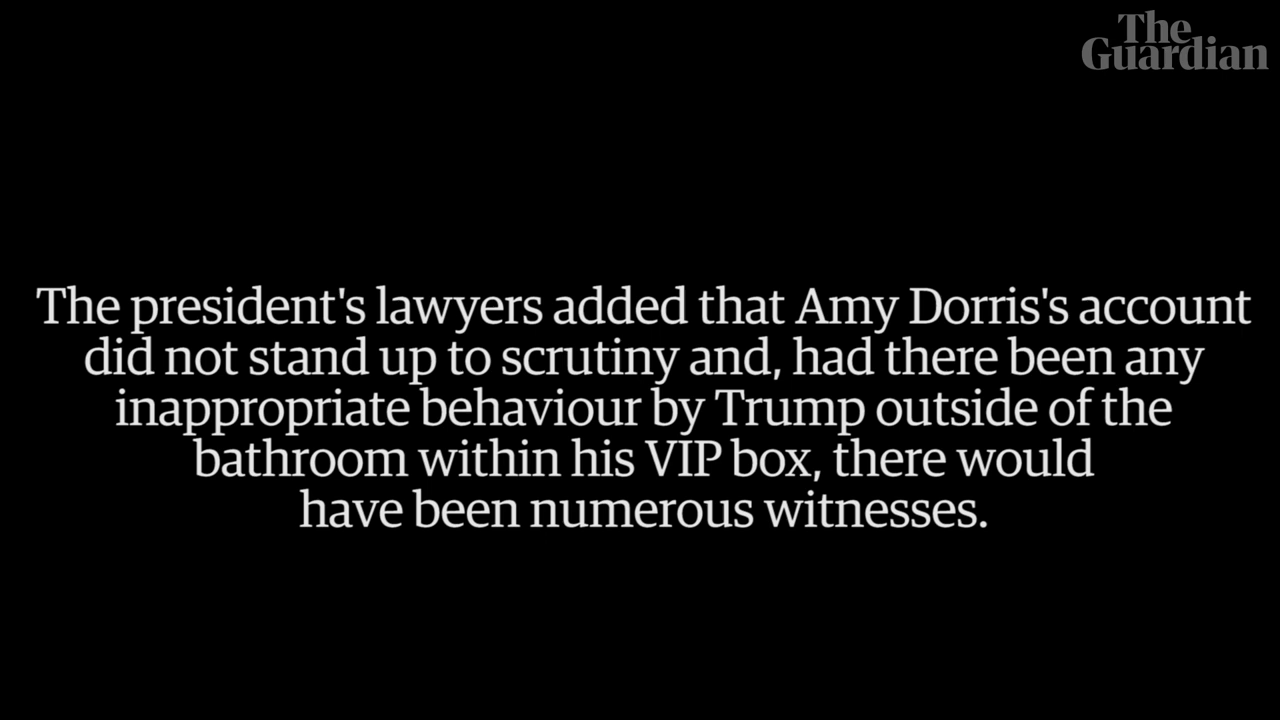 The
Guardian
The president's lawyers added that Amy Dorris's account
did not stand up to scrutiny and, had there been any
inappropriate behaviour by Trump outside of the
bathroom within his VIP box, there would
have been numerous witnesses.